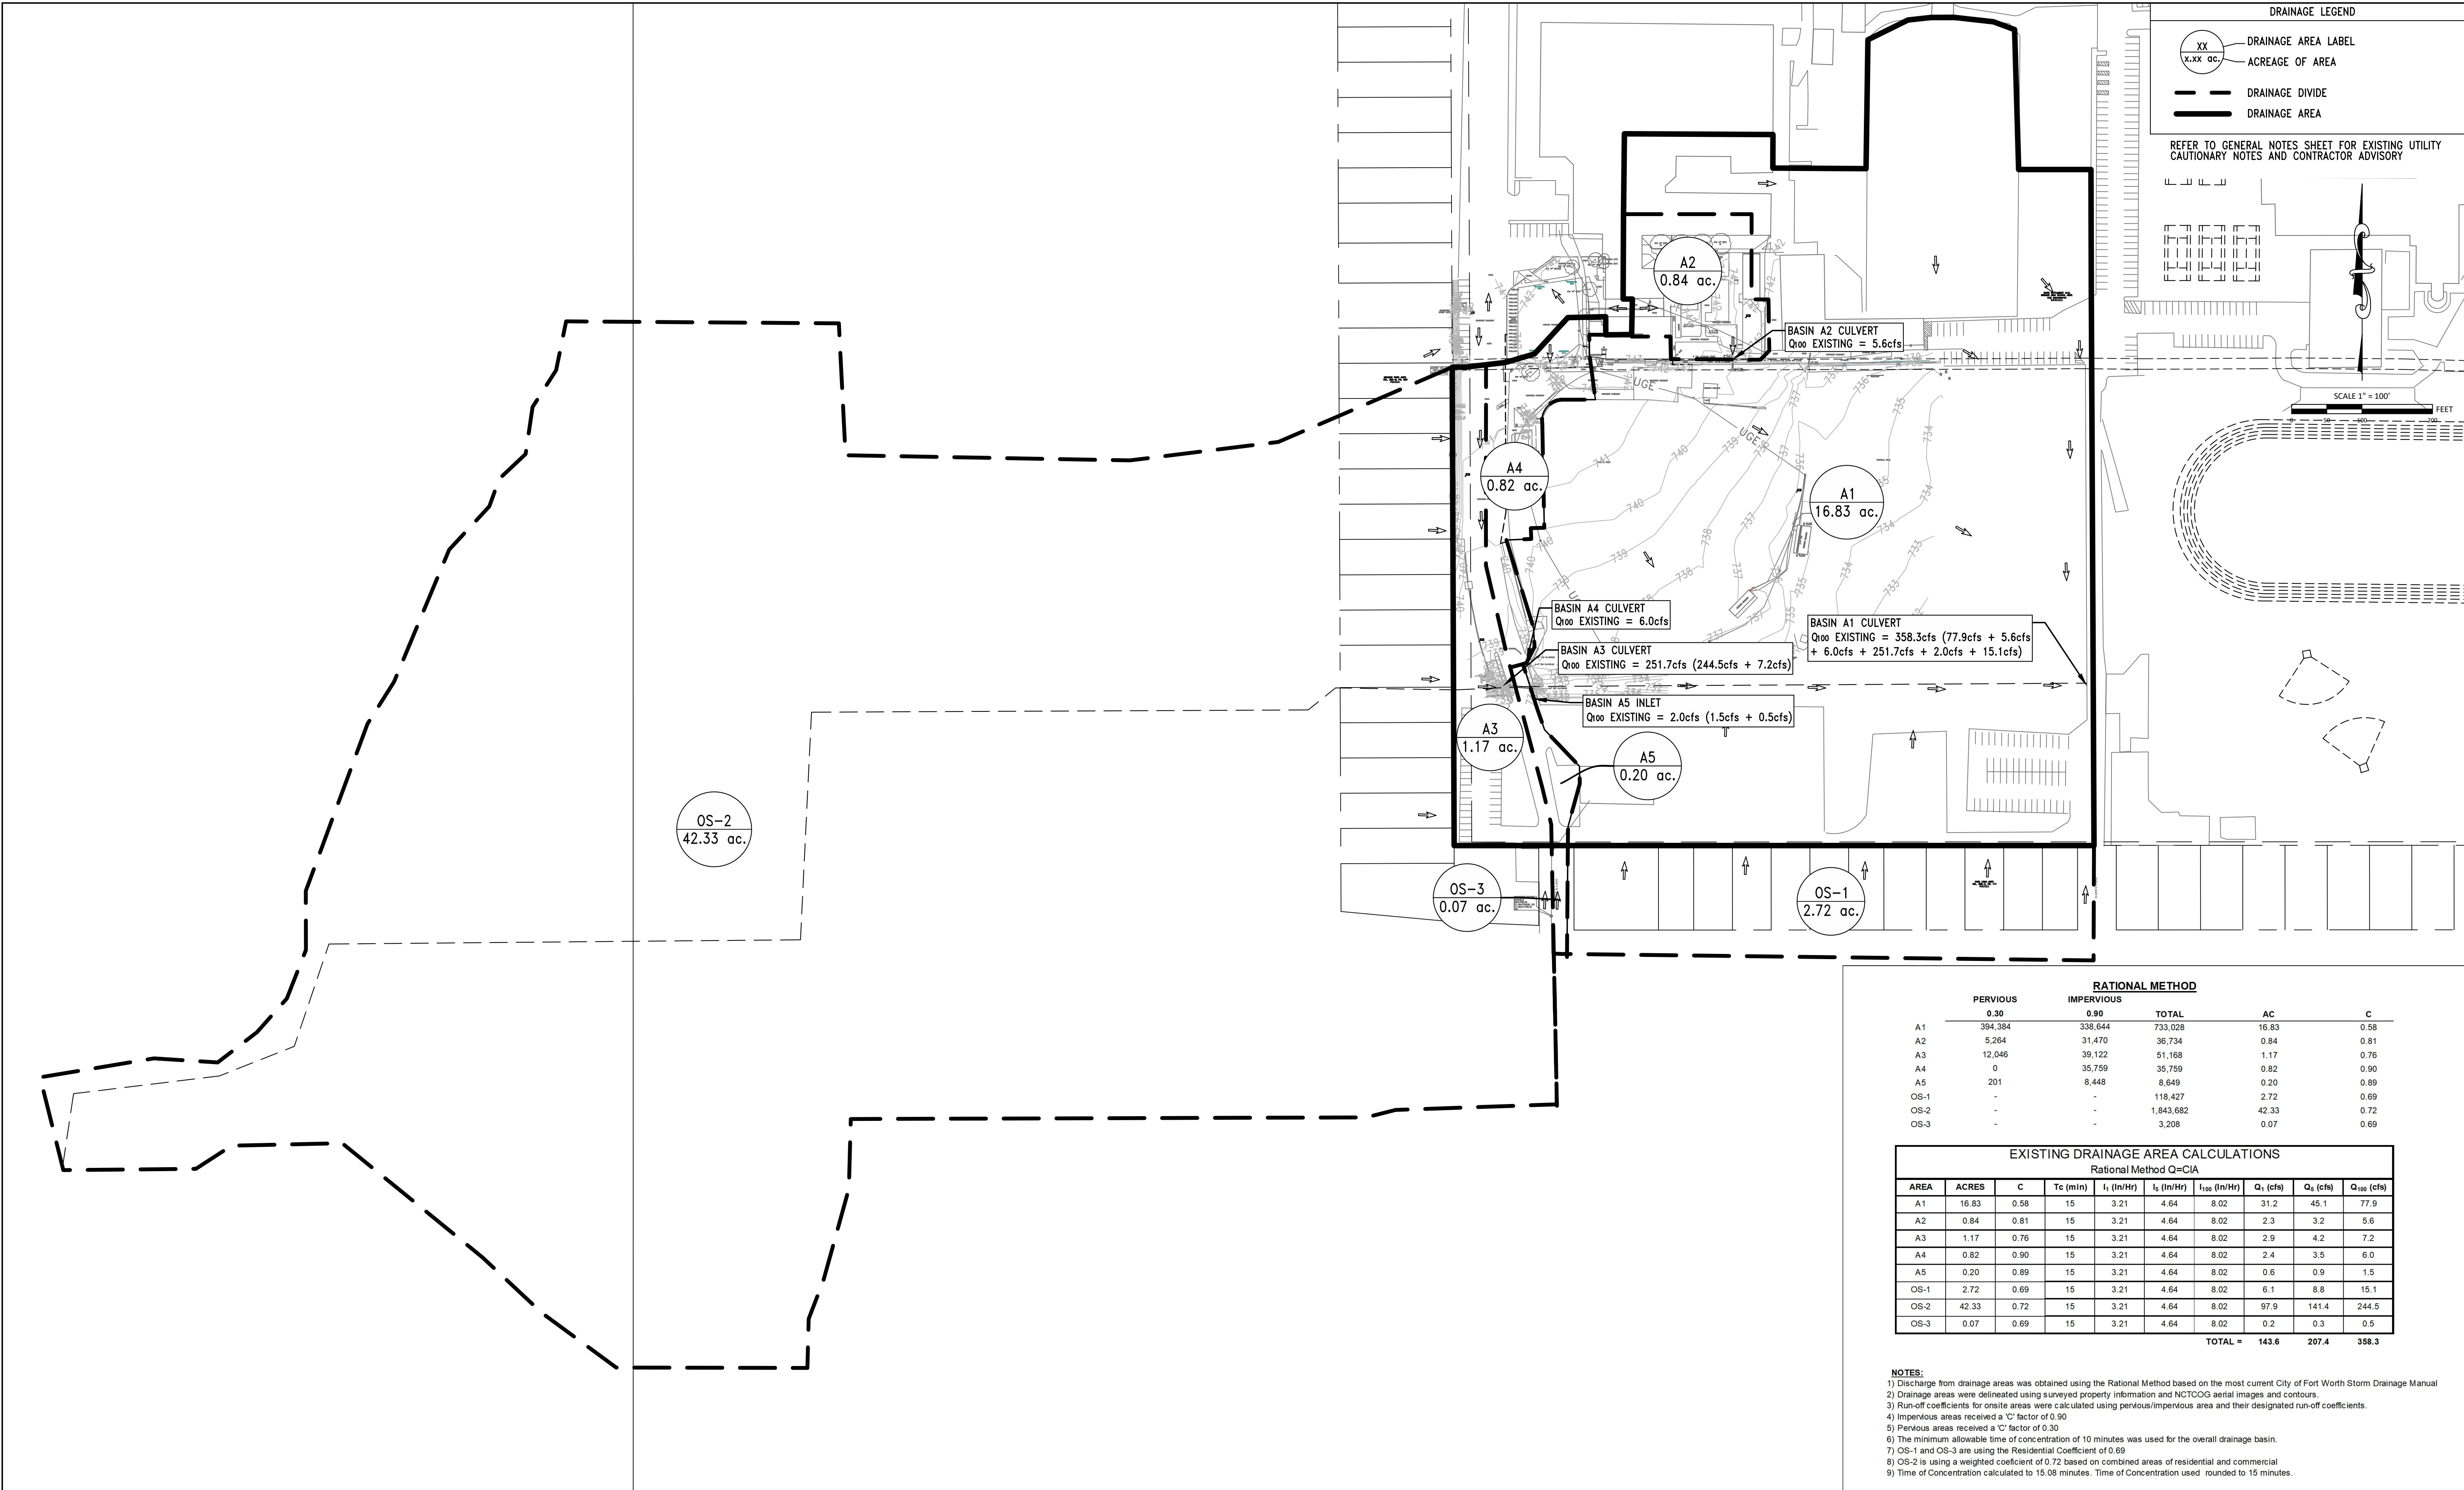 DRAINAGE LEGEND
XX
X.XX ac.
DRAINAGE AREA LABEL
ACREAGE OF AREA
DRAINAGE DIVIDE
DRAINAGE AREA
REFER TO GENERAL NOTES SHEET FOR EXISTING UTILITY
CAUTIONARY NOTES AND CONTRACTOR ADVISORY
SCALE 1" = 100'
0 50 100 200
FEET
A2
0.84 ac.
BASIN A2 CULVERT
Q100 EXISTING = 5.6cfs
UGE
UGE
742
742
741
740
739
738
737
736
735
734
740
739
738
737
735
734
733
A4
0.82 ac.
A1
16.83 ac.
BASIN A4 CULVERT
Q100 EXISTING = 6.0cfs
BASIN A3 CULVERT
Q100 EXISTING = 251.7cfs (244.5cfs + 7.2cfs)
BASIN A1 CULVERT
Q100 EXISTING = 358.3cfs (77.9cfs + 5.6cfs
+ 6.0cfs + 251.7cfs + 2.0cfs + 15.1cfs)
BASIN A5 INLET
Q100 EXISTING = 2.0cfs (1.5cfs + 0.5cfs)
A3
1.17 ac.
A5
0.20 ac.
OS-2
42.33 ac.
OS-3
0.07 ac.
OS-1
2.72 ac.
RATIONAL METHOD
PERVIOUS IMPERVIOUS
0.30 0.90 TOTAL AC C
A1 394,384 338,644 733,028 16.83 0.58
A2 5,264 31,470 36,734 0.84 0.81
A3 12,046 39,122 51,168 1.17 0.76
A4 0 35,759 35,759 0.82 0.90
A5 201 8,448 8,649 0.20 0.89
OS-1 - - 118,427 2.72 0.69
OS-2 - - 1,843,682 42.33 0.72
OS-3 - - 3,208 0.07 0.69
EXISTING DRAINAGE AREA CALCULATIONS
Rational Method Q=CIA
AREA ACRES C Tc (min) I1 (In/Hr) I5 (In/Hr) I100 (In/Hr) Q1 (cfs) Q5 (cfs) Q100 (cfs)
A1 16.83 0.58 15 3.21 4.64 8.02 31.2 45.1 77.9
A2 0.84 0.81 15 3.21 4.64 8.02 2.3 3.2 5.6
A3 1.17 0.76 15 3.21 4.64 8.02 2.9 4.2 7.2
A4 0.82 0.90 15 3.21 4.64 8.02 2.4 3.5 6.0
A5 0.20 0.89 15 3.21 4.64 8.02 0.6 0.9 1.5
OS-1 2.72 0.69 15 3.21 4.64 8.02 6.1 8.8 15.1
OS-2 42.33 0.72 15 3.21 4.64 8.02 97.9 141.4 244.5
OS-3 0.07 0.69 15 3.21 4.64 8.02 0.2 0.3 0.5
TOTAL = 143.6 207.4 358.3
NOTES:
1) Discharge from drainage areas was obtained using the Rational Method based on the most current City of Fort Worth Storm Drainage Manual
2) Drainage areas were delineated using surveyed property information and NCTCOG aerial images and contours.
3) Run-off coefficients for onsite areas were calculated using pervious/impervious area and their designated run-off coefficients.
4) Impervious areas received a 'C' factor of 0.90
5) Pervious areas received a 'C' factor of 0.30
6) The minimum allowable time of concentration of 10 minutes was used for the overall drainage basin.
7) OS-1 and OS-3 are using the Residential Coefficient of 0.69
8) OS-2 is using a weighted coeficient of 0.72 based on combined areas of residential and commercial
9) Time of Concentration calculated to 15.08 minutes. Time of Concentration used rounded to 15 minutes.